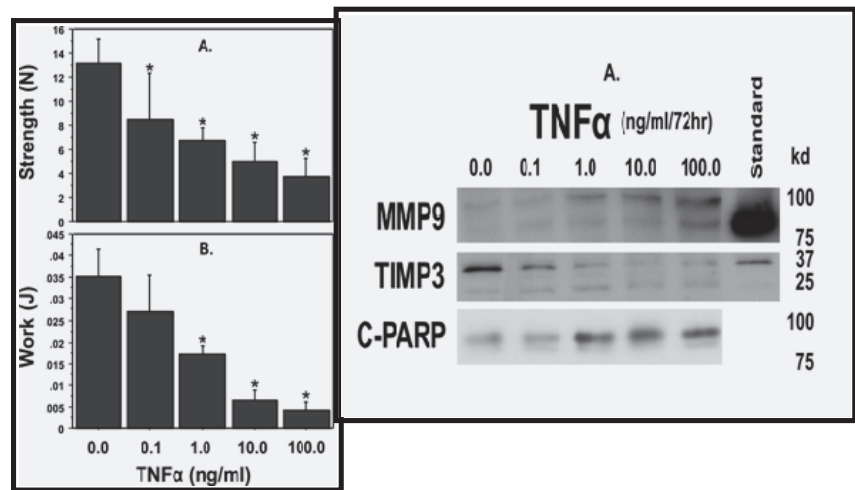 A.
Strength (N)
16
14
12
10
8
6
4
2
0
* * * *
B.
Work (J)
.045
.04
.035
.03
.025
.02
.015
.01
.005
0
* * *
0.0 0.1 1.0 10.0 100.0
TNFα (ng/ml)
A.
TNFα (ng/ml/72hr)
Standard
kd
0.0 0.1 1.0 10.0 100.0
MMP9
100
75
TIMP3
37
25
C-PARP
100
75